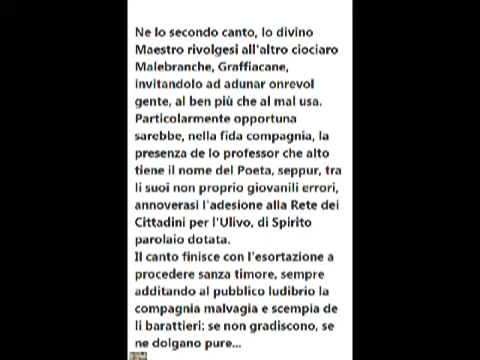 Ne lo secondo canto, lo divino
Maestro rivolgesi all'altro ciociaro
Malebranche, Graffiacane,
invitandolo ad adunar onrevol
gente, al ben più che al mal usa.
Particolarmente opportuna
sarebbe, nella fida compagnia, la
presenza de lo professor che alto
tiene il nome del Poeta, seppur, tra
li suoi non proprio giovanili errori,
annoverasi l'adesione alla Rete dei
Cittadini per l'Ulivo, di Spirito
parolaio dotata.
Il canto finisce con l'esortazione a
procedere sanza timore, sempre
additando al pubblico ludibrio la
compagnia malvagia e scempia de
li barattieri: se non gradiscono, se
ne dolgano pure...